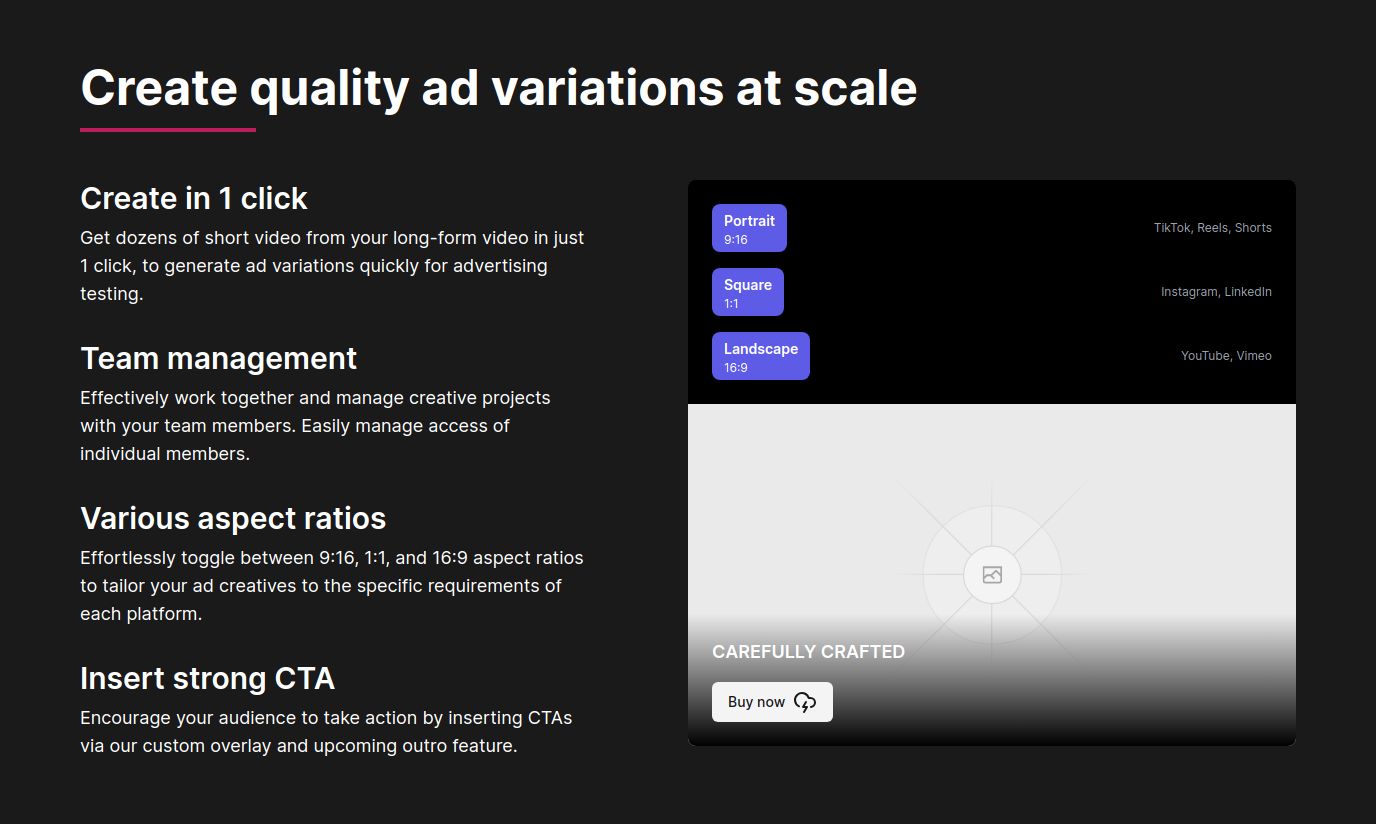 Create quality ad variations at scale
Create in 1 click
Get dozens of short video from your long-form video in just
1 click, to generate ad variations quickly for advertising
testing.
Team management
Effectively work together and manage creative projects
with your team members. Easily manage access of
individual members.
Various aspect ratios
Effortlessly toggle between 9:16, 1:1, and 16:9 aspect ratios
to tailor your ad creatives to the specific requirements of
each platform.
Insert strong CTA
Encourage your audience to take action by inserting CTAs
via our custom overlay and upcoming outro feature.
Portrait
9:16
TikTok, Reels, Shorts
Square
1:1
Instagram, LinkedIn
Landscape
16:9
YouTube, Vimeo
CAREFULLY CRAFTED
Buy now